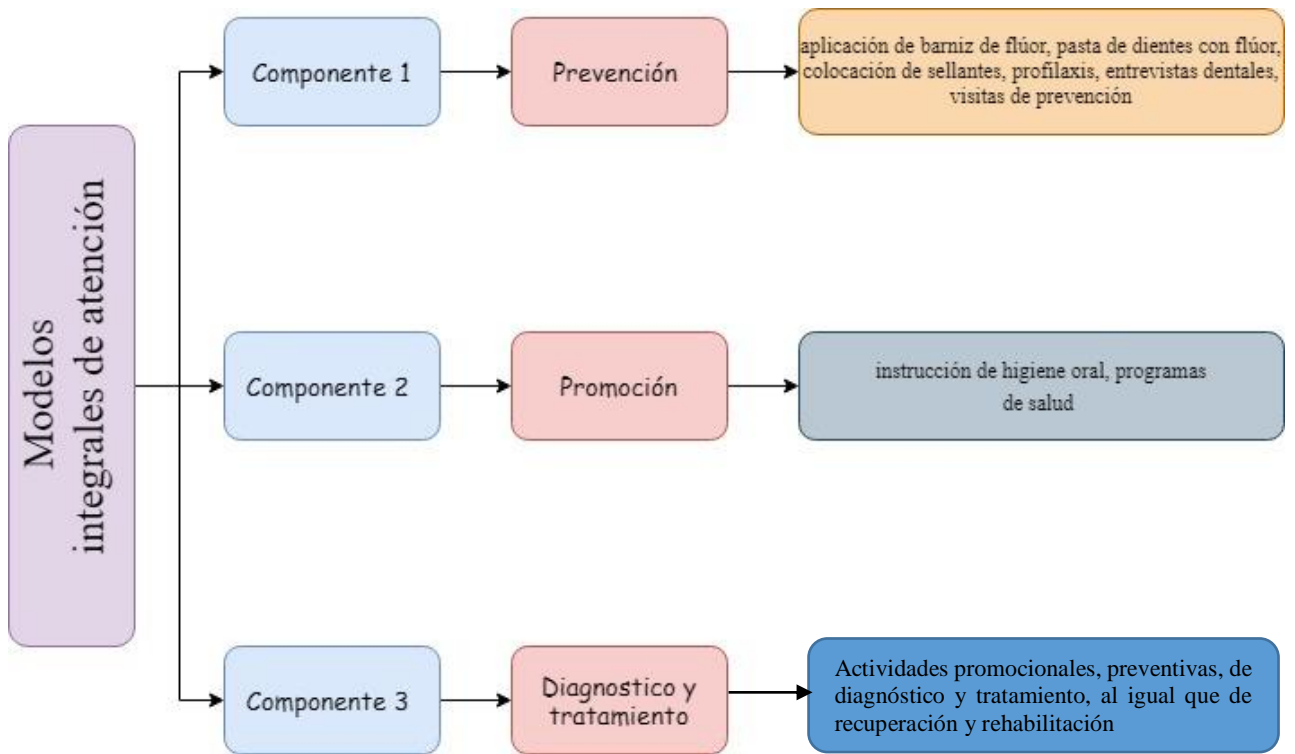 Modelos
integrales de atención
Componente 1
Prevención
aplicación de barniz de flúor, pasta de dientes con flúor,
colocación de sellantes, profilaxis, entrevistas dentales,
visitas de prevención
Componente 2
Promoción
instrucción de higiene oral, programas
de salud
Componente 3
Diagnostico y
tratamiento
Actividades promocionales, preventivas, de
diagnóstico y tratamiento, al igual que de
recuperación y rehabilitación